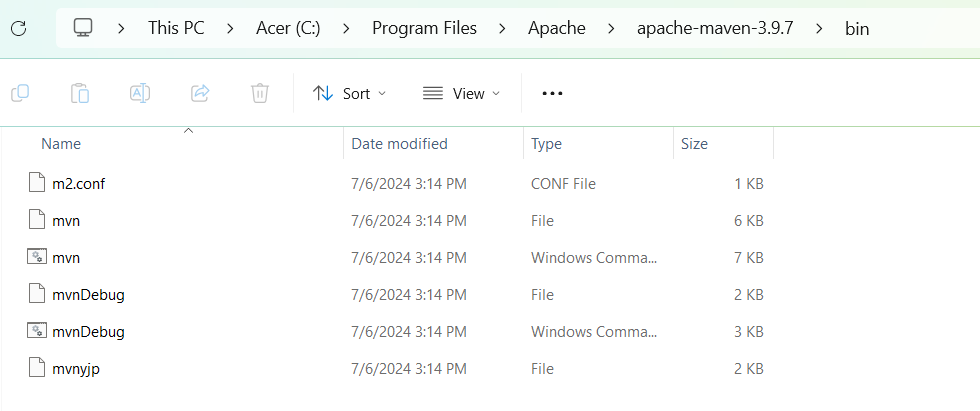 This PC > Acer (C:) > Program Files > Apache > apache-maven-3.9.7 > bin
Sort View
Name Date modified Type Size
m2.conf 7/6/2024 3:14 PM CONF File 1 KB
mvn 7/6/2024 3:14 PM File 6 KB
mvn 7/6/2024 3:14 PM Windows Comma... 7 KB
mvnDebug 7/6/2024 3:14 PM File 2 KB
mvnDebug 7/6/2024 3:14 PM Windows Comma... 3 KB
mvnyjp 7/6/2024 3:14 PM File 2 KB